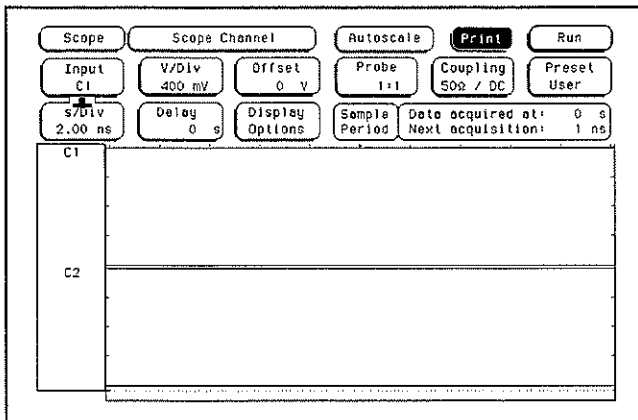 Scope Scope Channel Autoscale Print Run
Input V/Div Offset Probe Coupling Preset
C1 400 mV 0 V 1:1 50Ω / DC User
s/Div Delay Display Sample Data acquired at: 0 s
2.00 ns 0 s Options Period Next acquisition: 1 ns
C1
C2